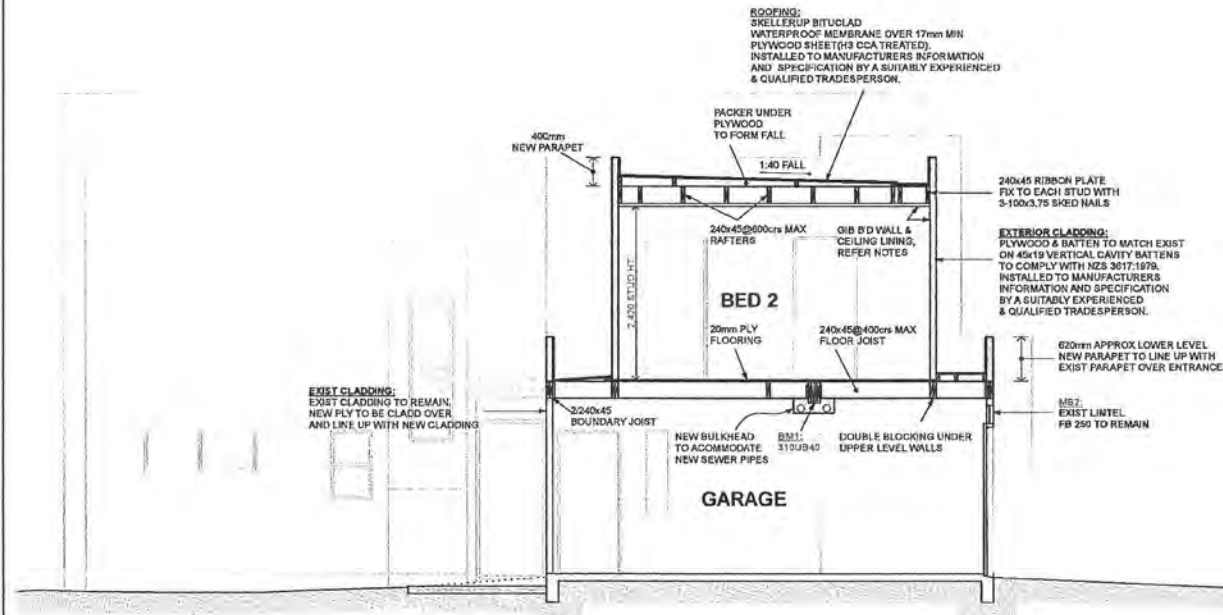 ROOFING:
SKELLERUP BITUCLAD
WATERPROOF MEMBRANE OVER 17mm MIN
PLYWOOD SHEET(H3 CCA TREATED).
INSTALLED TO MANUFACTURERS INFORMATION
AND SPECIFICATION BY A SUITABLY EXPERIENCED
& QUALIFIED TRADESPERSON.
PACKER UNDER
PLYWOOD
TO FORM FALL
400mm
NEW PARAPET
1:40 FALL
240x45 RIBBON PLATE
FIX TO EACH STUD WITH
3-100x3,75 SKED NAILS
240x45@600crs MAX
RAFTERS
GIB B'D WALL &
CEILING LINING,
REFER NOTES
EXTERIOR CLADDING:
PLYWOOD & BATTEN TO MATCH EXIST
ON 45x19 VERTICAL CAVITY BATTENS
TO COMPLY WITH NZS 3617:1979.
INSTALLED TO MANUFACTURERS
INFORMATION AND SPECIFICATION
BY A SUITABLY EXPERIENCED
& QUALIFIED TRADESPERSON.
2,420 STUD HT.
BED 2
20mm PLY
FLOORING
240x45@400crs MAX
FLOOR JOIST
620mm APPROX LOWER LEVEL
NEW PARAPET TO LINE UP WITH
EXIST PARAPET OVER ENTRANCE
EXIST CLADDING:
EXIST CLADDING TO REMAIN.
NEW PLY TO BE CLADD OVER
AND LINE UP WITH NEW CLADDING
2/240x45
BOUNDARY JOIST
EXIST LINTEL
FB 250 TO REMAIN
NEW BULKHEAD
TO ACOMMODATE
NEW SEWER PIPES
BM1:
310UB40
DOUBLE BLOCKING UNDER
UPPER LEVEL WALLS
GARAGE